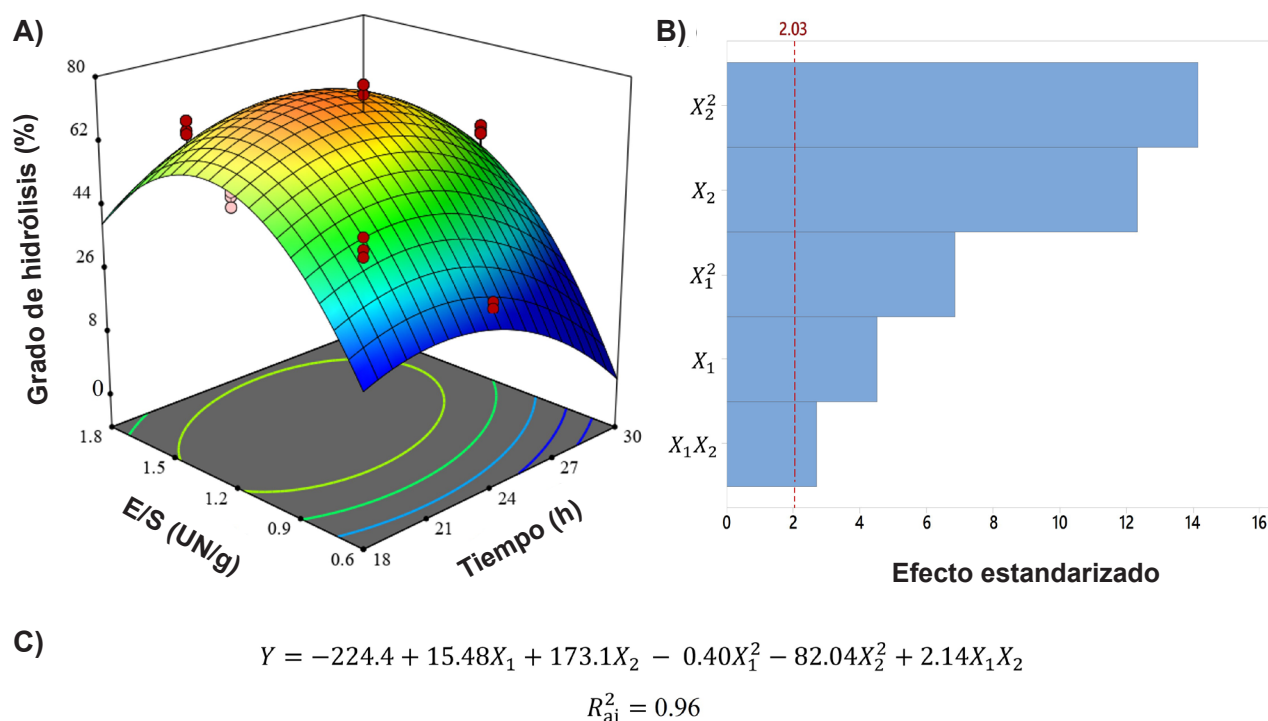 A)
Grado de hidrólisis (%)
80
62
44
26
8
0
1.8
1.5
1.2
0.9
0.6
E/S (UN/g)
18
21
24
27
30
Tiempo (h)
B)
2.03
X₂²
X₂
X₁²
X₁
X₁X₂
0 2 4 6 8 10 12 14 16
Efecto estandarizado
C)
Y = −224.4 + 15.48X₁ + 173.1X₂ − 0.40X₁² − 82.04X₂² + 2.14X₁X₂
R²aj = 0.96